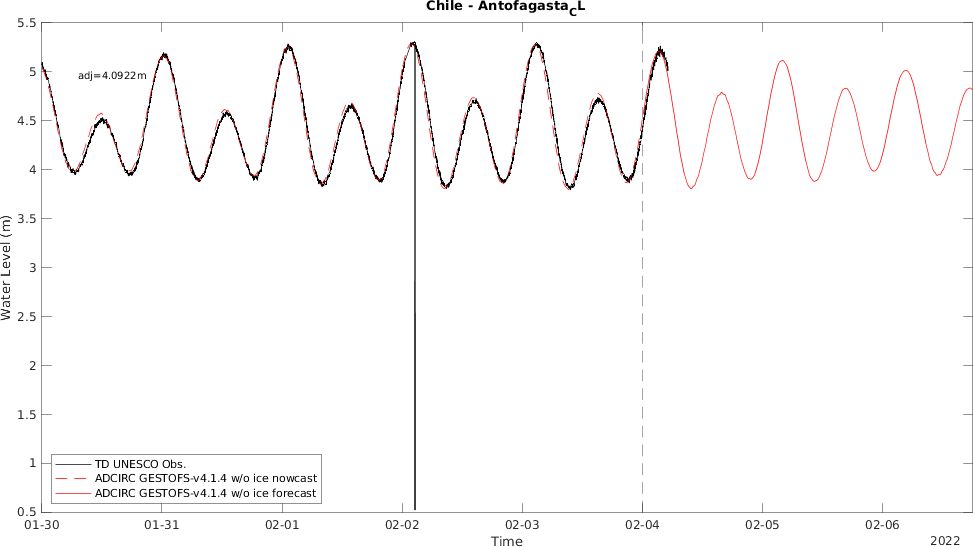 Chile - Antofagasta_CL
5.5
5
adj=4.0922m
4.5
4
3.5
3
2.5
2
1.5
1
0.5
Water Level (m)
TD UNESCO Obs.
ADCIRC GESTOFS-v4.1.4 w/o ice nowcast
ADCIRC GESTOFS-v4.1.4 w/o ice forecast
01-30 01-31 02-01 02-02 02-03 02-04 02-05 02-06
Time
2022